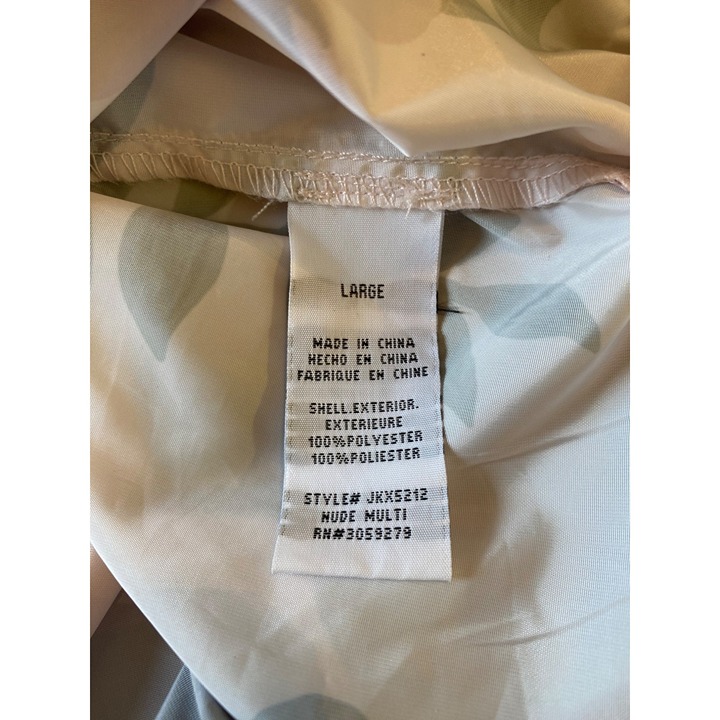 LARGE
MADE IN CHINA
HECHO EN CHINA
FABRIQUE EN CHINE
SHELL.EXTERIOR.
EXTERIEURE
100%POLYESTER
100%POLIESTER
STYLE# JKX5212
NUDE MULTI
RN#3059279